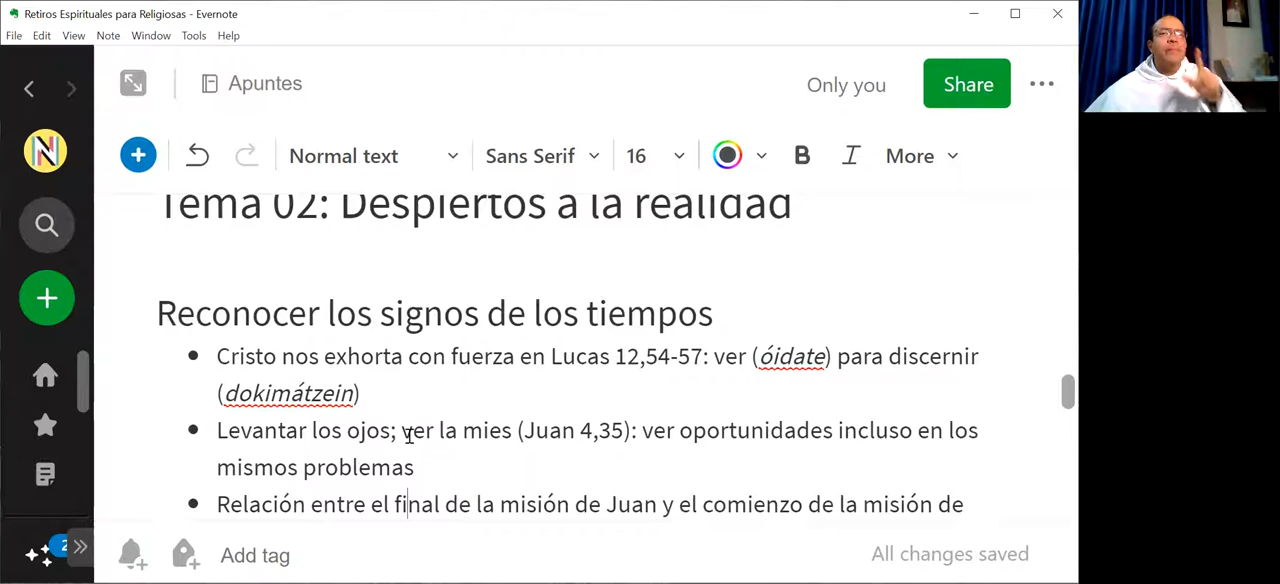 Retiros Espirituales para Religiosas - Evernote
File Edit View Note Window Tools Help
Apuntes
Only you
Share
Normal text
Sans Serif
16
B
I
More
Tema 02: Despiertos a la realidad
Reconocer los signos de los tiempos
• Cristo nos exhorta con fuerza en Lucas 12,54-57: ver (óidate) para discernir
(dokimátzein)
• Levantar los ojos; ver la mies (Juan 4,35): ver oportunidades incluso en los
mismos problemas
• Relación entre el final de la misión de Juan y el comienzo de la misión de
2
Add tag
All changes saved